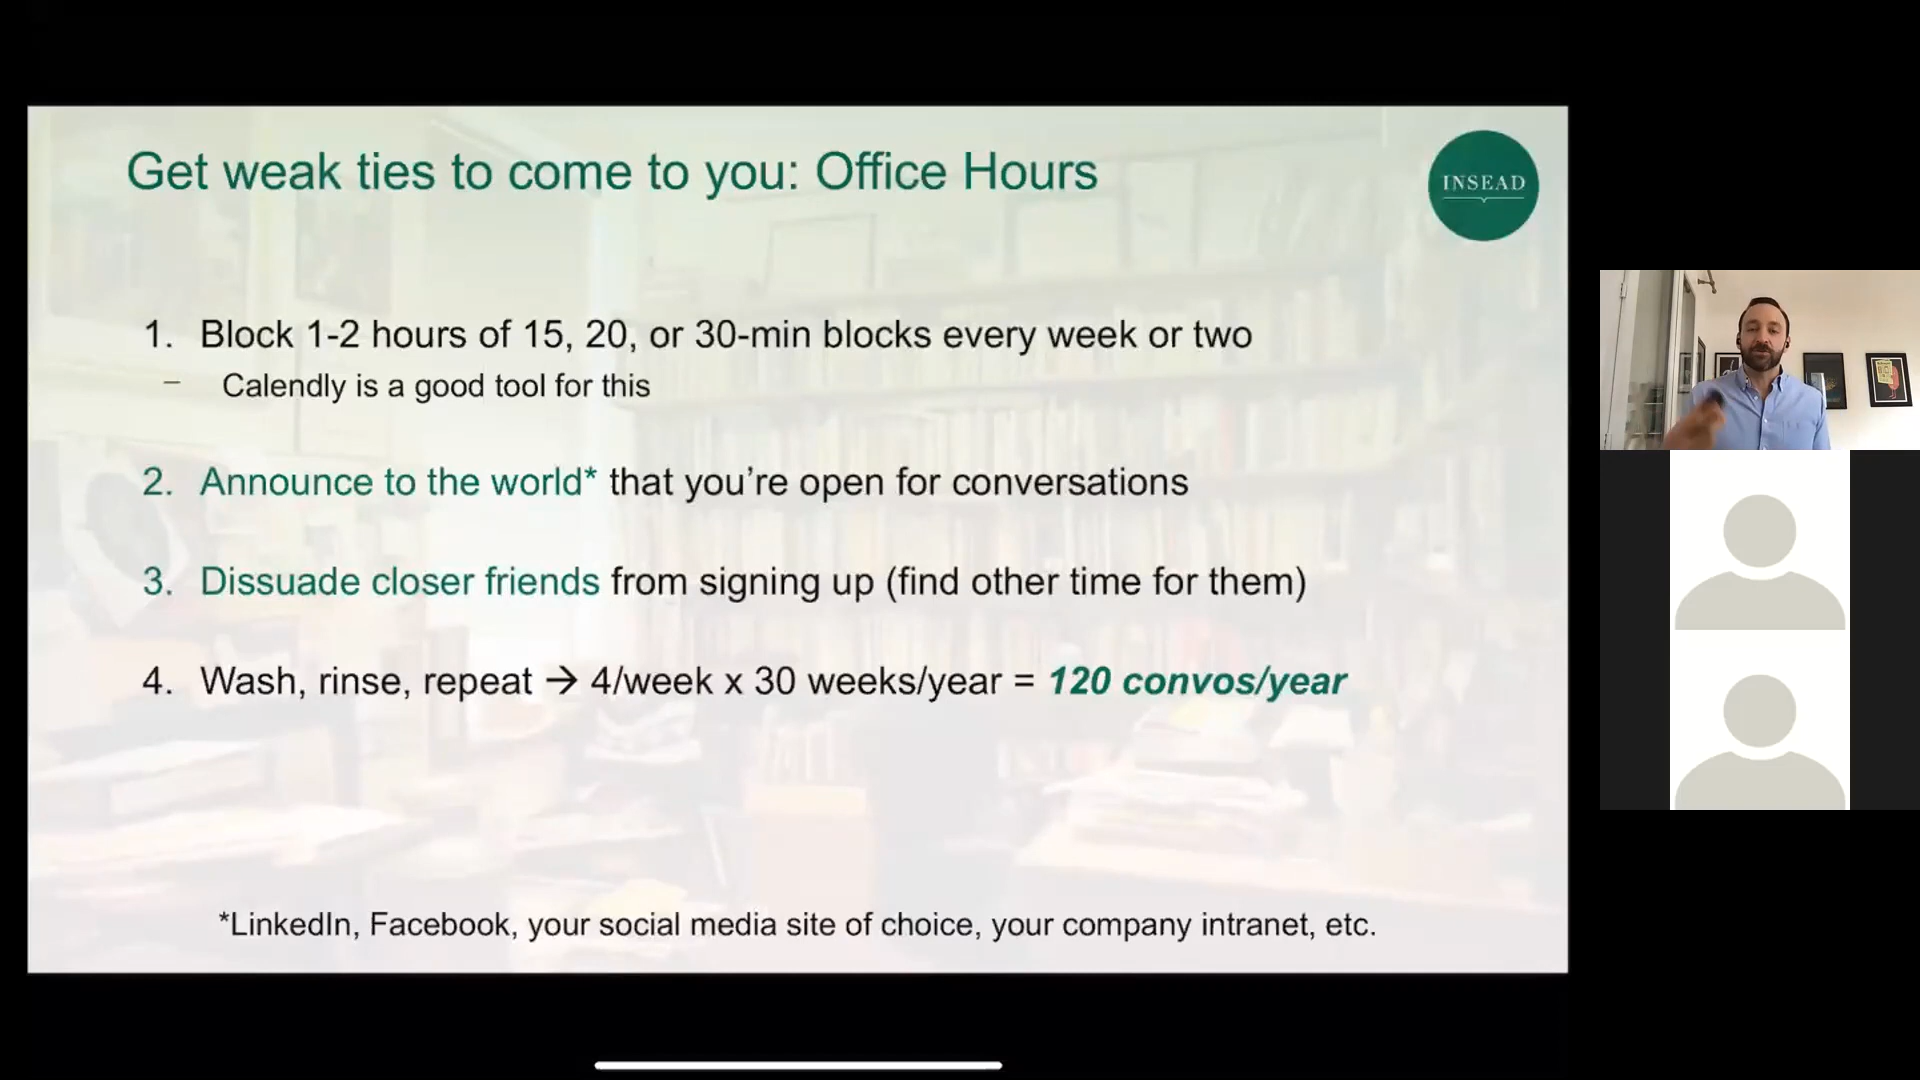 Get weak ties to come to you: Office Hours
INSEAD
1. Block 1-2 hours of 15, 20, or 30-min blocks every week or two
– Calendly is a good tool for this
2. Announce to the world* that you’re open for conversations
3. Dissuade closer friends from signing up (find other time for them)
4. Wash, rinse, repeat → 4/week x 30 weeks/year = 120 convos/year
*LinkedIn, Facebook, your social media site of choice, your company intranet, etc.